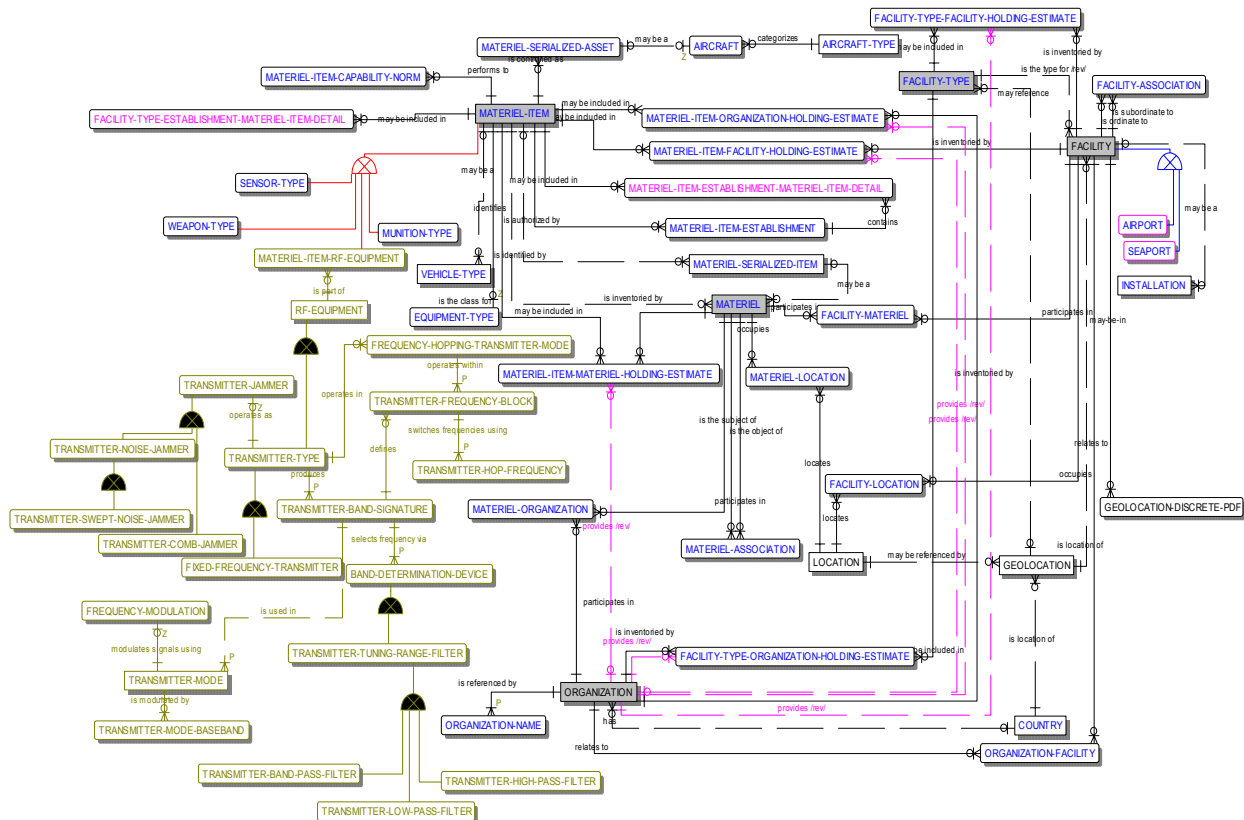 FACILITY-TYPE-FACILITY-HOLDING-ESTIMATE
may be a
categorizes
MATERIEL-SERIALIZED-ASSET
AIRCRAFT
AIRCRAFT-TYPE
may be included in
is inventoried by
is controlled as
Z
MATERIEL-ITEM-CAPABILITY-NORM
performs to
is the type for /rev/
FACILITY-TYPE
FACILITY-ASSOCIATION
may reference
may be included in
is subordinate to
is ordinate to
FACILITY-TYPE-ESTABLISHMENT-MATERIEL-ITEM-DETAIL
may be included in
MATERIEL-ITEM
may be included in
MATERIEL-ITEM-ORGANIZATION-HOLDING-ESTIMATE
MATERIEL-ITEM-FACILITY-HOLDING-ESTIMATE
is inventoried by
FACILITY
may be a
SENSOR-TYPE
may be included in
MATERIEL-ITEM-ESTABLISHMENT-MATERIEL-ITEM-DETAIL
identifies
may be a
WEAPON-TYPE
MUNITION-TYPE
is authorized by
MATERIEL-ITEM-ESTABLISHMENT
contains
AIRPORT
SEAPORT
MATERIEL-ITEM-RF-EQUIPMENT
is identified by
MATERIEL-SERIALIZED-ITEM
VEHICLE-TYPE
may be a
INSTALLATION
is part of
Z
is the class for
is inventoried by
MATERIEL
participates in
RF-EQUIPMENT
EQUIPMENT-TYPE
may be included in
occupies
FACILITY-MATERIEL
participates in
may-be-in
FREQUENCY-HOPPING-TRANSMITTER-MODE
operates within
P
MATERIEL-ITEM-MATERIEL-HOLDING-ESTIMATE
MATERIEL-LOCATION
is inventoried by
TRANSMITTER-JAMMER
operates in
TRANSMITTER-FREQUENCY-BLOCK
Z
operates as
provides /rev/
provides /rev/
is the subject of
is the object of
switches frequencies using
defines
P
TRANSMITTER-NOISE-JAMMER
TRANSMITTER-TYPE
relates to
locates
TRANSMITTER-HOP-FREQUENCY
produces
P
occupies
FACILITY-LOCATION
TRANSMITTER-SWEPT-NOISE-JAMMER
TRANSMITTER-BAND-SIGNATURE
MATERIEL-ORGANIZATION
participates in
GEOLOCATION-DISCRETE-PDF
provides /rev/
locates
TRANSMITTER-COMB-JAMMER
selects frequency via
P
MATERIEL-ASSOCIATION
is location of
FIXED-FREQUENCY-TRANSMITTER
BAND-DETERMINATION-DEVICE
LOCATION
may be referenced by
GEOLOCATION
FREQUENCY-MODULATION
is used in
participates in
Z
is inventoried by
provides /rev/
is location of
modulates signals using
P
TRANSMITTER-TUNING-RANGE-FILTER
FACILITY-TYPE-ORGANIZATION-HOLDING-ESTIMATE
TRANSMITTER-MODE
is referenced by
ORGANIZATION
is modulated by
P
provides /rev/
has
TRANSMITTER-MODE-BASEBAND
ORGANIZATION-NAME
COUNTRY
relates to
ORGANIZATION-FACILITY
TRANSMITTER-BAND-PASS-FILTER
TRANSMITTER-HIGH-PASS-FILTER
TRANSMITTER-LOW-PASS-FILTER